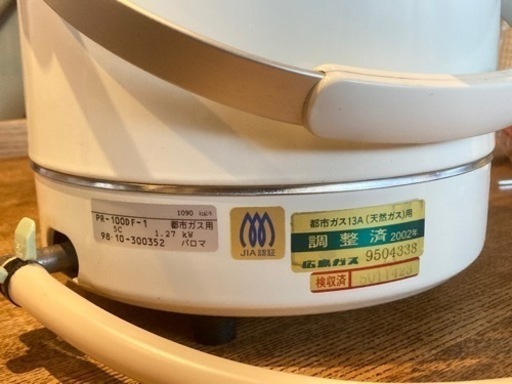 1090 kcal/h
PR-100DF-1 都市ガス用
5C 1.27 kW
98·10-300352 パロマ
JIA認証
都市ガス13A(天然ガス)用
調整済 2002年
広島ガス 9504338
検収済 5011423